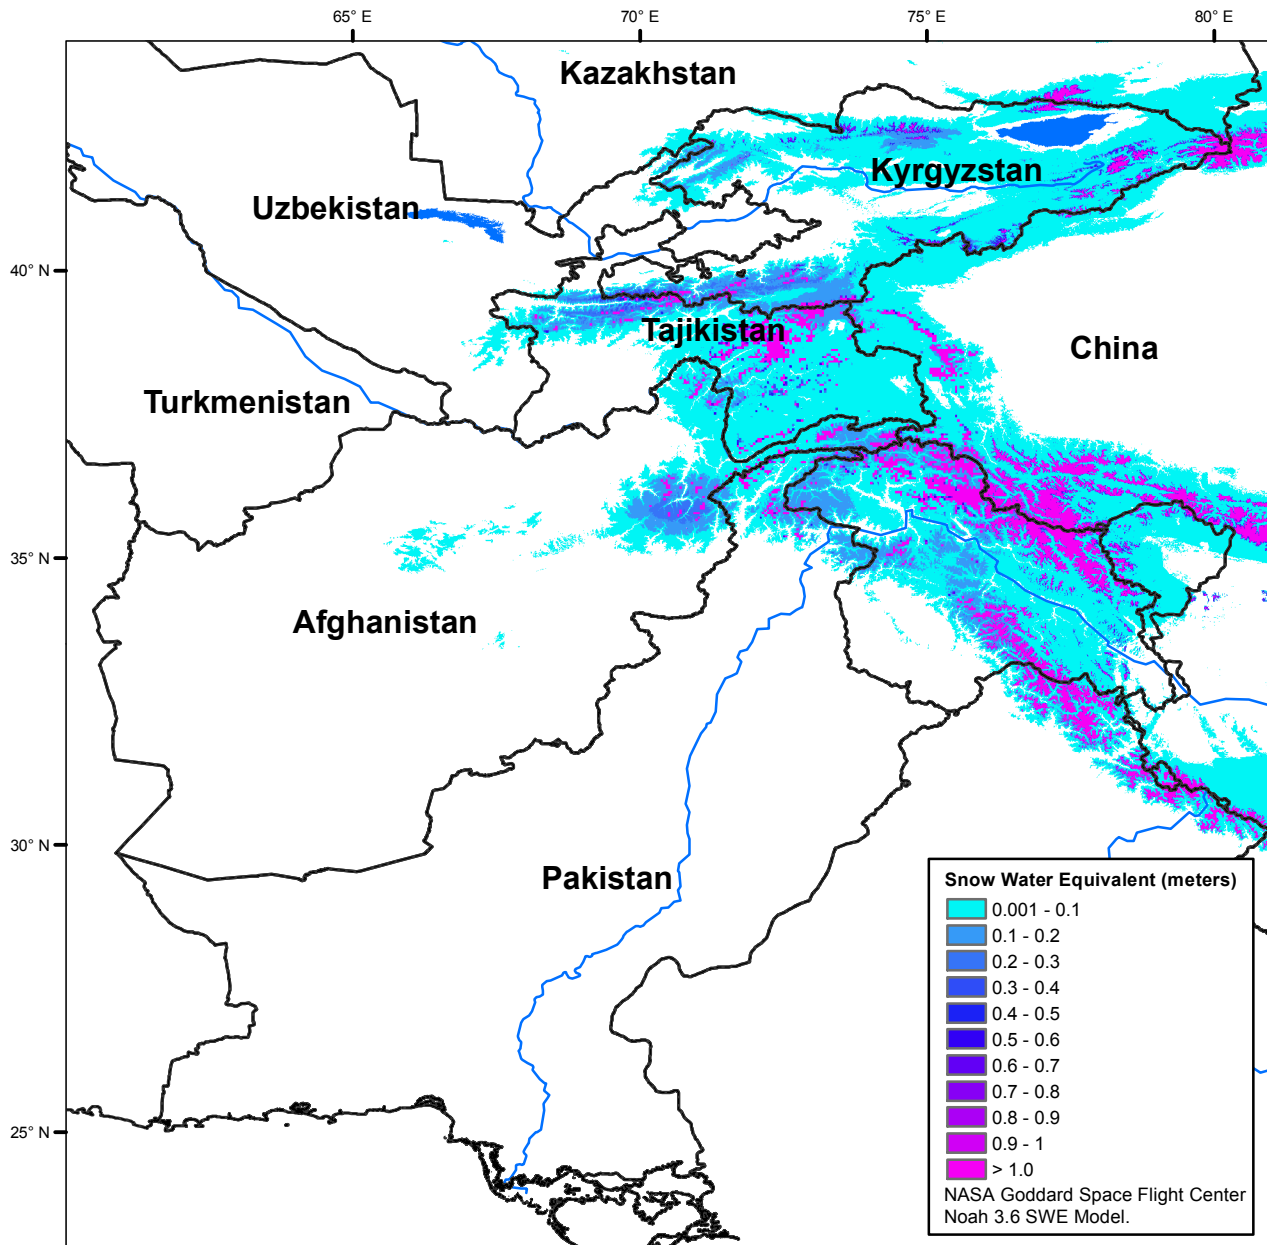 65° E
70° E
75° E
80° E
Kazakhstan
Kyrgyzstan
Uzbekistan
40° N
Tajikistan
China
Turkmenistan
35° N
Afghanistan
30° N
Pakistan
25° N
Snow Water Equivalent (meters)
0.001 - 0.1
0.1 - 0.2
0.2 - 0.3
0.3 - 0.4
0.4 - 0.5
0.5 - 0.6
0.6 - 0.7
0.7 - 0.8
0.8 - 0.9
0.9 - 1
> 1.0
NASA Goddard Space Flight Center
Noah 3.6 SWE Model.